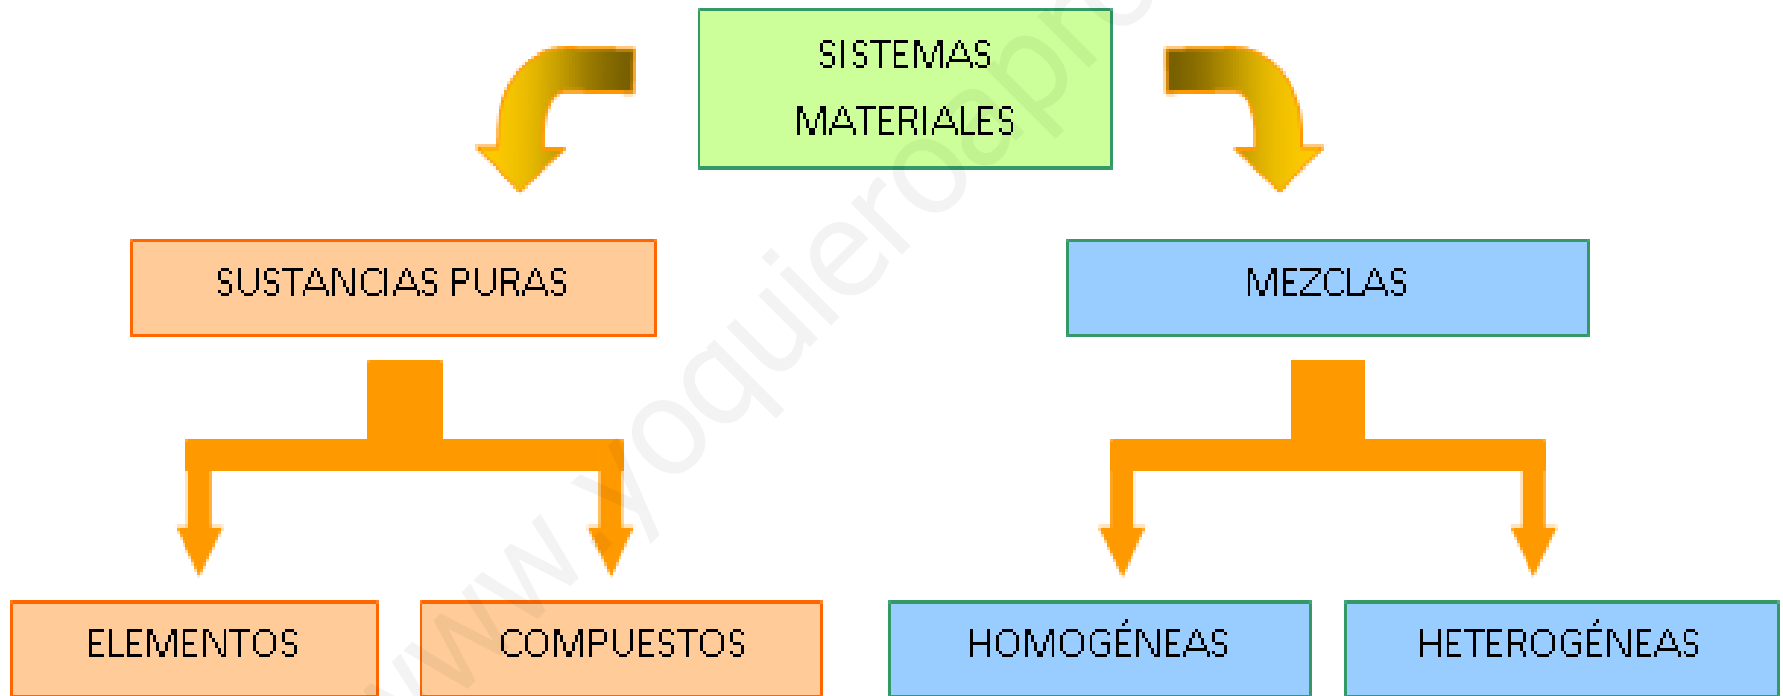 SISTEMAS
MATERIALES
SUSTANCIAS PURAS
MEZCLAS
ELEMENTOS
COMPUESTOS
HOMOGÉNEAS
HETEROGÉNEAS